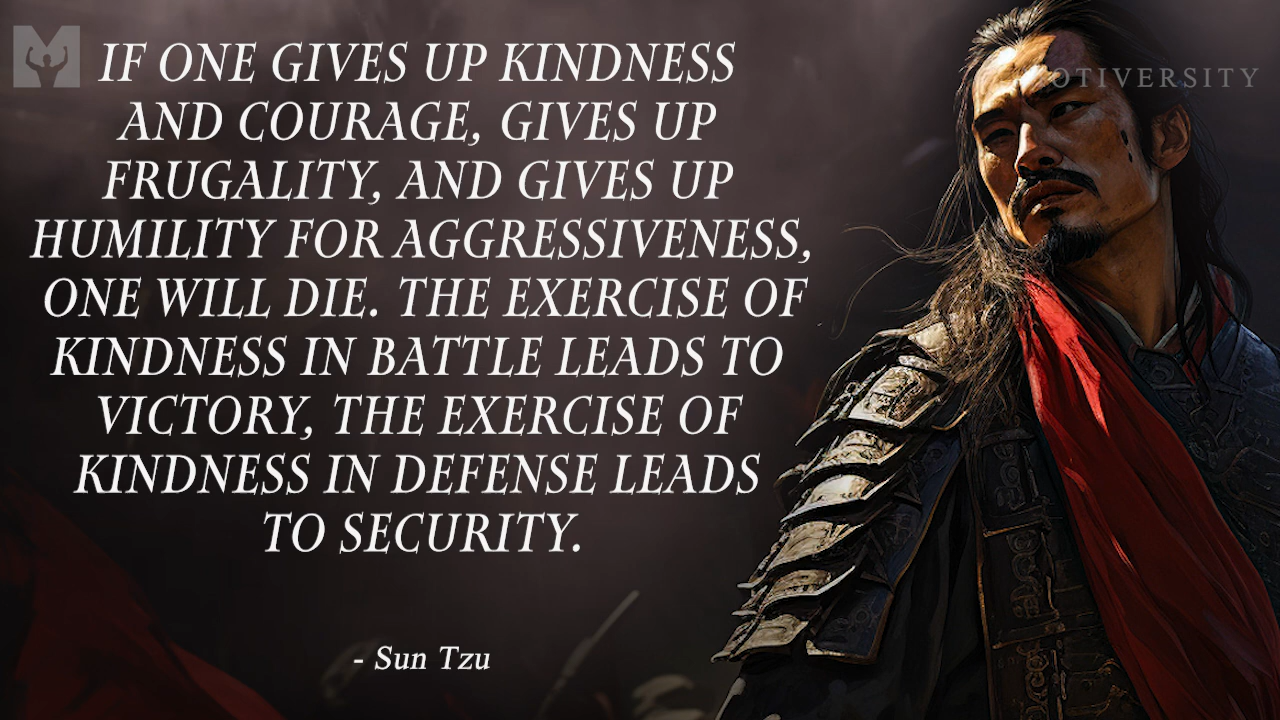 IF ONE GIVES UP KINDNESS
AND COURAGE, GIVES UP
FRUGALITY, AND GIVES UP
HUMILITY FOR AGGRESSIVENESS,
ONE WILL DIE. THE EXERCISE OF
KINDNESS IN BATTLE LEADS TO
VICTORY, THE EXERCISE OF
KINDNESS IN DEFENSE LEADS
TO SECURITY.
- Sun Tzu